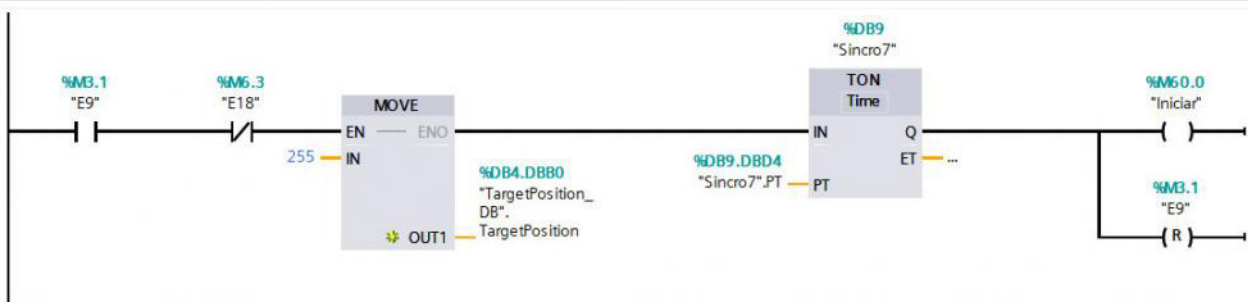 %DB9
"Sincro7"
%M3.1
"E9"
%M6.3
"E18"
MOVE
EN
ENO
255
IN
%DB4.DBB0
"TargetPosition_
DB".
TargetPosition
OUT1
TON
Time
IN
Q
ET
...
%DB9.DBD4
"Sincro7".PT
PT
%M60.0
"Iniciar"
( )
%M3.1
"E9"
( R )